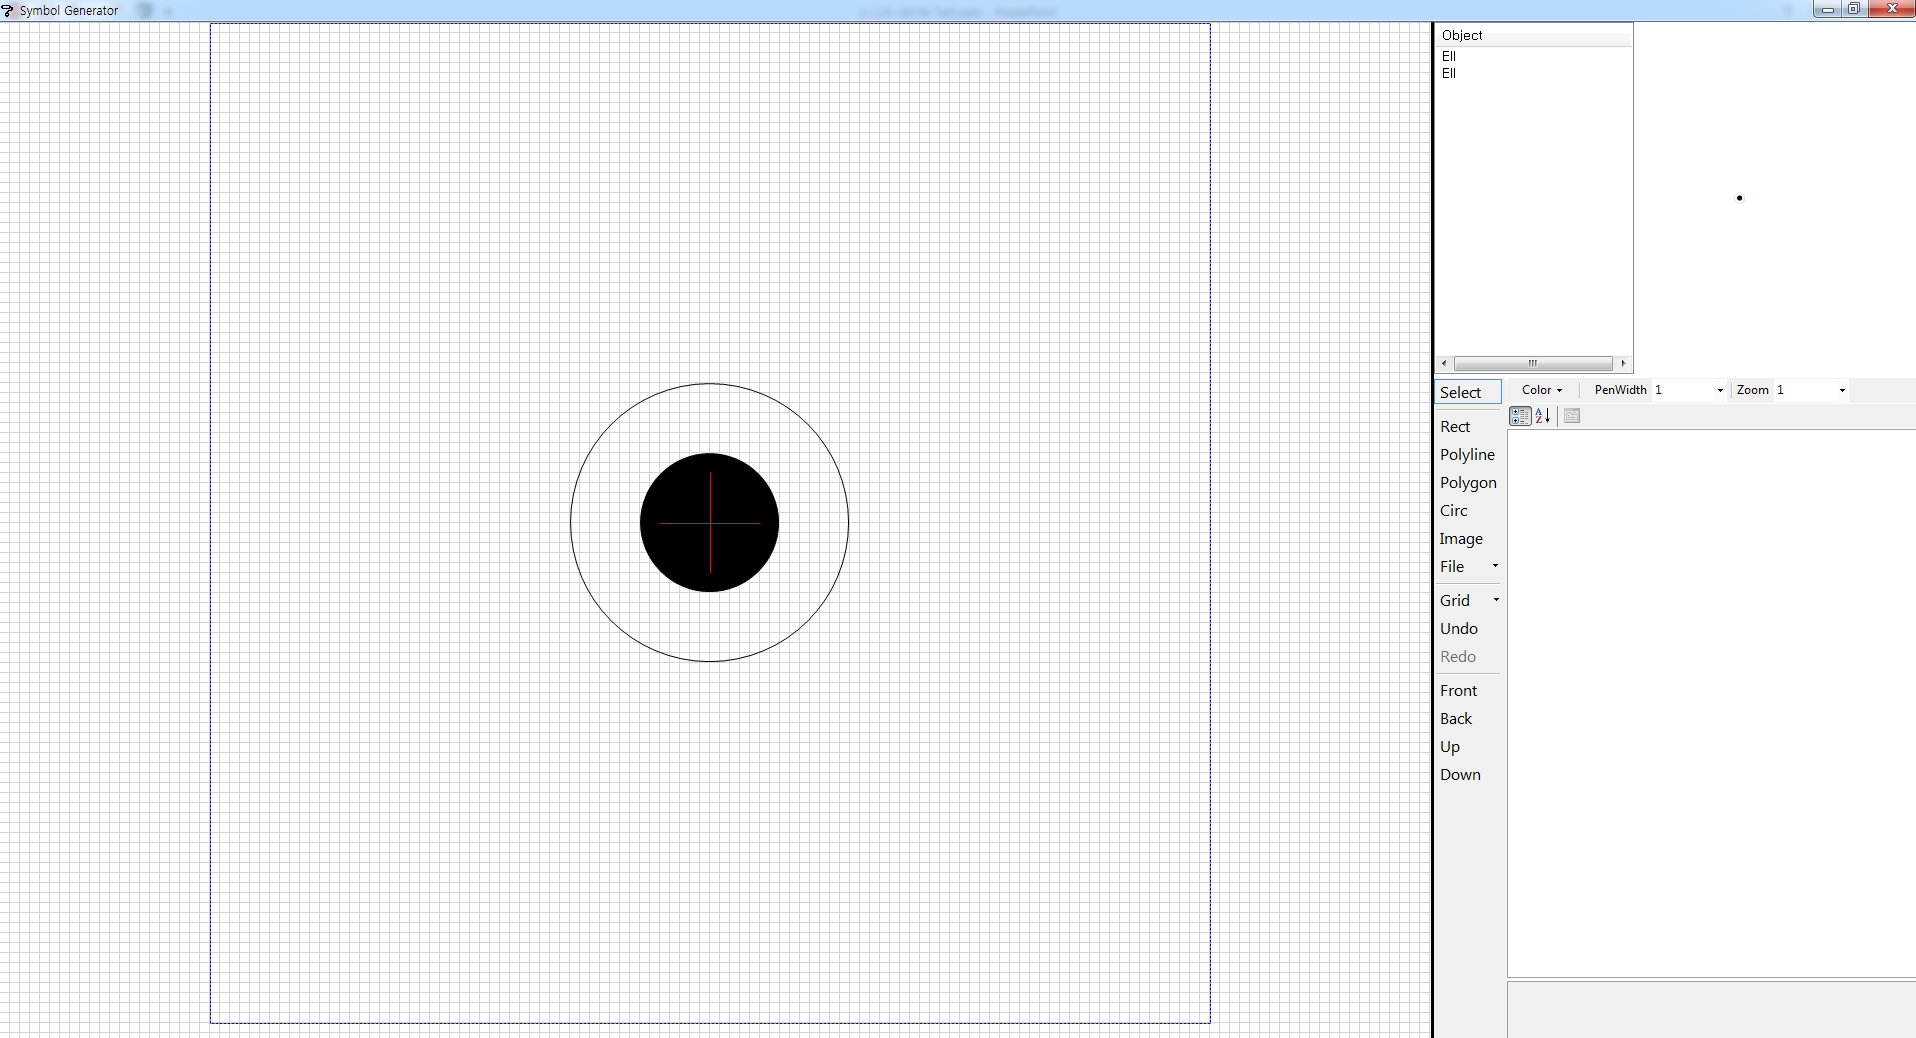 Symbol Generator
Object
Ell
Ell
Select
Color
PenWidth 1
Zoom 1
Rect
Polyline
Polygon
Circ
Image
File
Grid
Undo
Redo
Front
Back
Up
Down